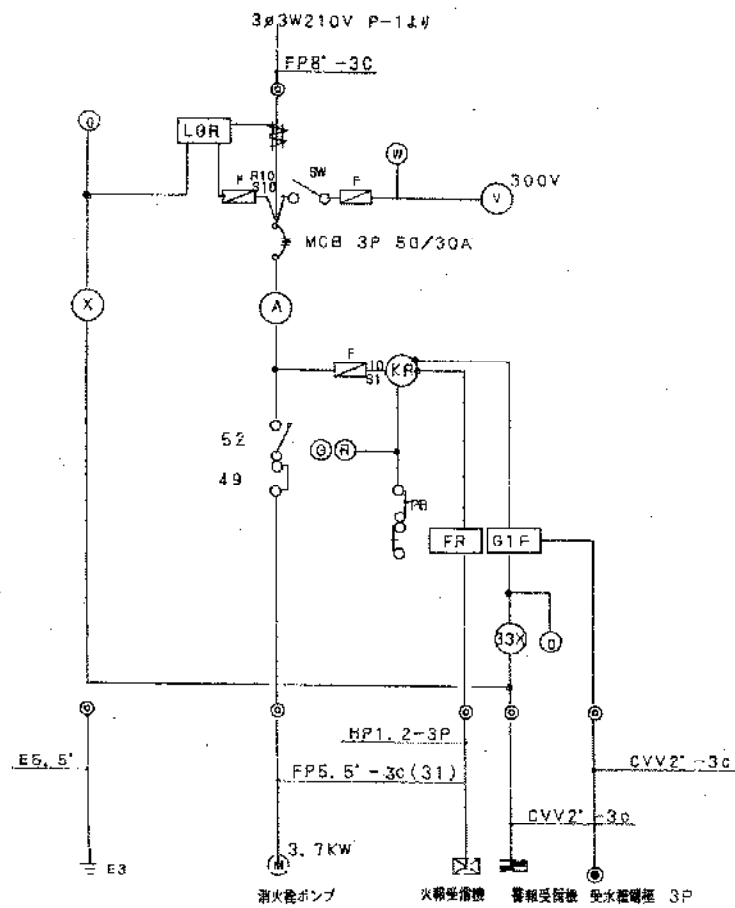 3ø3W210V P-1より
FP8°-3C
O
LGR
F
R10
S10
SW
F
W
V
300V
MCB 3P 50/30A
X
A
F
10
S1
KR
52
49
G
R
PB
FR
G1F
33X
O
HP1.2-3P
E5.5°
FP5.5°-3c(31)
CVV2°-3c
CVV2°-3c
E3
M
3.7KW
消火栓ポンプ
火報受信機
警報受信機
受水槽電極 3P